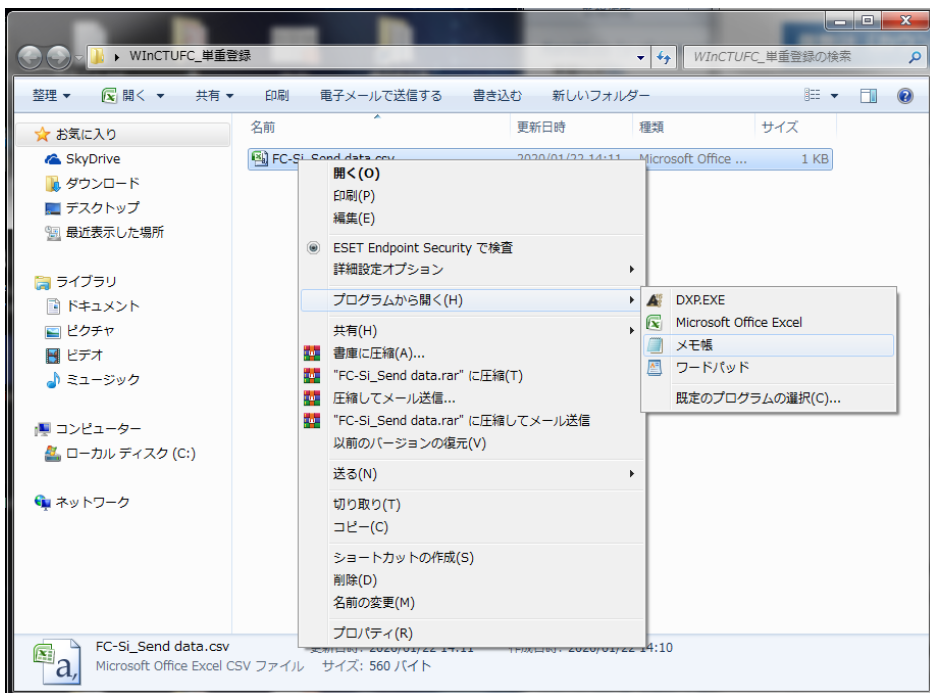 WInCTUFC_単重登録
WInCTUFC_単重登録の検索
整理 開く 共有 印刷 電子メールで送信する 書き込む 新しいフォルダー
お気に入り
SkyDrive
ダウンロード
デスクトップ
最近表示した場所
ライブラリ
ドキュメント
ピクチャ
ビデオ
ミュージック
コンピューター
ローカル ディスク (C:)
ネットワーク
名前 更新日時 種類 サイズ
FC-Si_Send data.csv 2020/01/22 14:11 Microsoft Office ... 1 KB
開く(O)
印刷(P)
編集(E)
ESET Endpoint Security で検査
詳細設定オプション
プログラムから開く(H)
共有(H)
書庫に圧縮(A)...
"FC-Si_Send data.rar" に圧縮(T)
圧縮してメール送信...
"FC-Si_Send data.rar" に圧縮してメール送信
以前のバージョンの復元(V)
送る(N)
切り取り(T)
コピー(C)
ショートカットの作成(S)
削除(D)
名前の変更(M)
プロパティ(R)
DXP.EXE
Microsoft Office Excel
メモ帳
ワードパッド
既定のプログラムの選択(C)...
a,
FC-Si_Send data.csv 更新日時: 2020/01/22 14:11 作成日時: 2020/01/22 14:10
Microsoft Office Excel CSV ファイル サイズ: 560 バイト